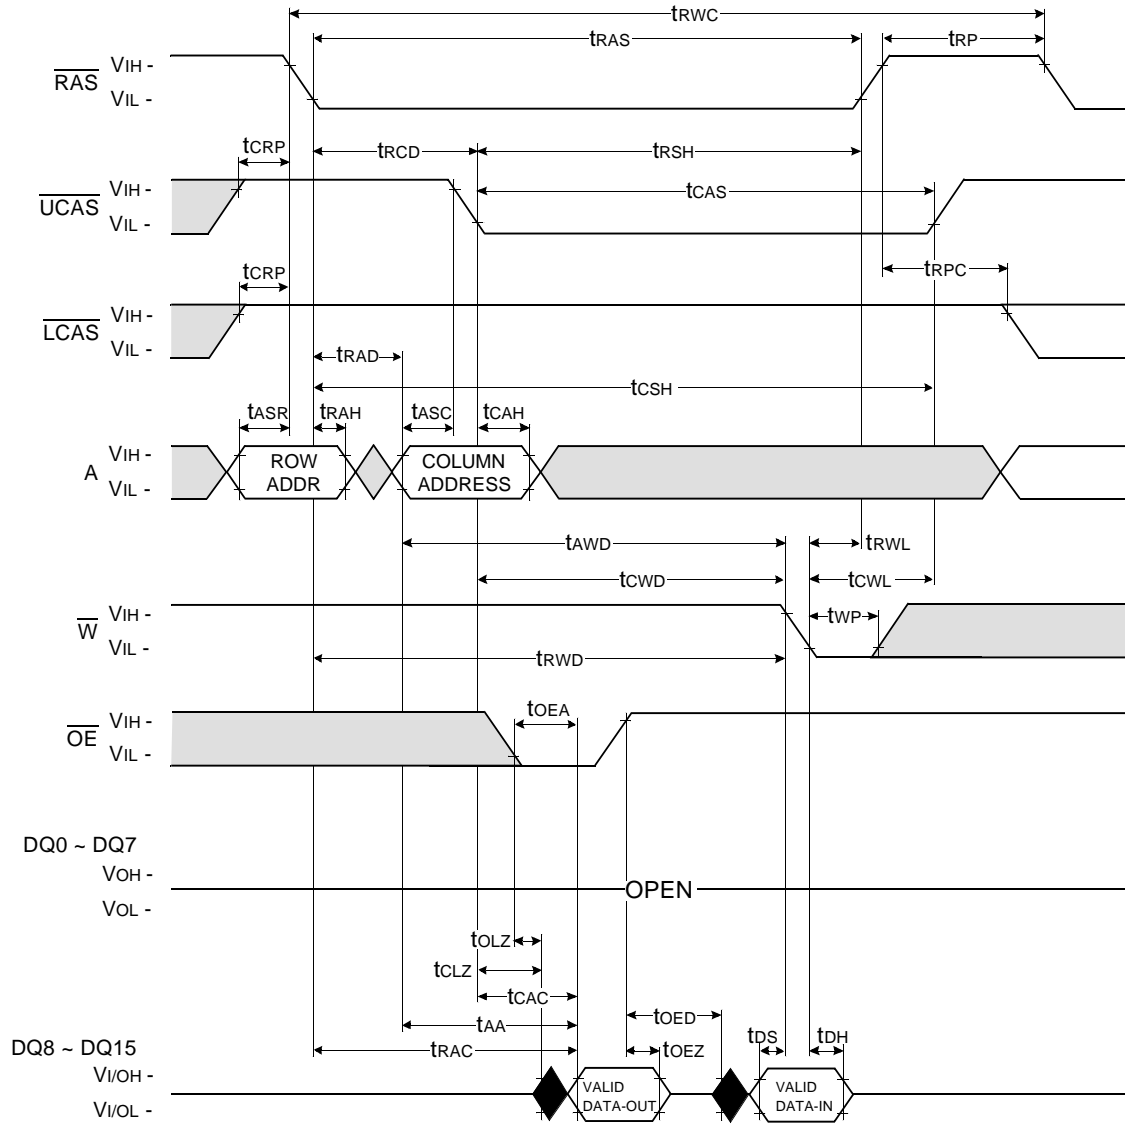 tRWC
tRAS
tRP
RAS
VIH -
VIL -
tCRP
tRCD
tRSH
UCAS
VIH -
VIL -
tCAS
tCRP
tRPC
LCAS
VIH -
VIL -
tRAD
tCSH
tASR
tRAH
tASC
tCAH
A
VIH -
VIL -
ROW
ADDR
COLUMN
ADDRESS
tAWD
tRWL
tCWD
tCWL
W
VIH -
VIL -
tWP
tRWD
OE
VIH -
VIL -
tOEA
DQ0 ~ DQ7
VOH -
VOL -
OPEN
tOLZ
tCLZ
tCAC
tAA
tOED
tRAC
tOEZ
tDS
tDH
DQ8 ~ DQ15
VI/OH -
VI/OL -
VALID
DATA-OUT
VALID
DATA-IN